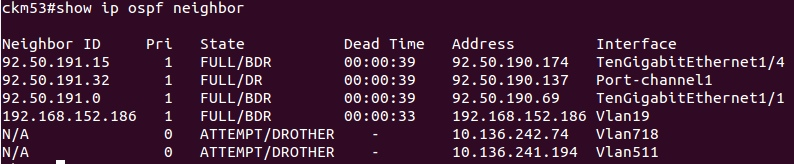 ckm53#show ip ospf neighbor
Neighbor ID     Pri   State           Dead Time   Address         Interface
92.50.191.15      1   FULL/BDR        00:00:39    92.50.190.174   TenGigabitEthernet1/4
92.50.191.32      1   FULL/DR         00:00:39    92.50.190.137   Port-channel1
92.50.191.0       1   FULL/BDR        00:00:39    92.50.190.69    TenGigabitEthernet1/1
192.168.152.186   1   FULL/BDR        00:00:33    192.168.152.186 Vlan19
N/A               0   ATTEMPT/DROTHER    -        10.136.242.74   Vlan718
N/A               0   ATTEMPT/DROTHER    -        10.136.241.194  Vlan511